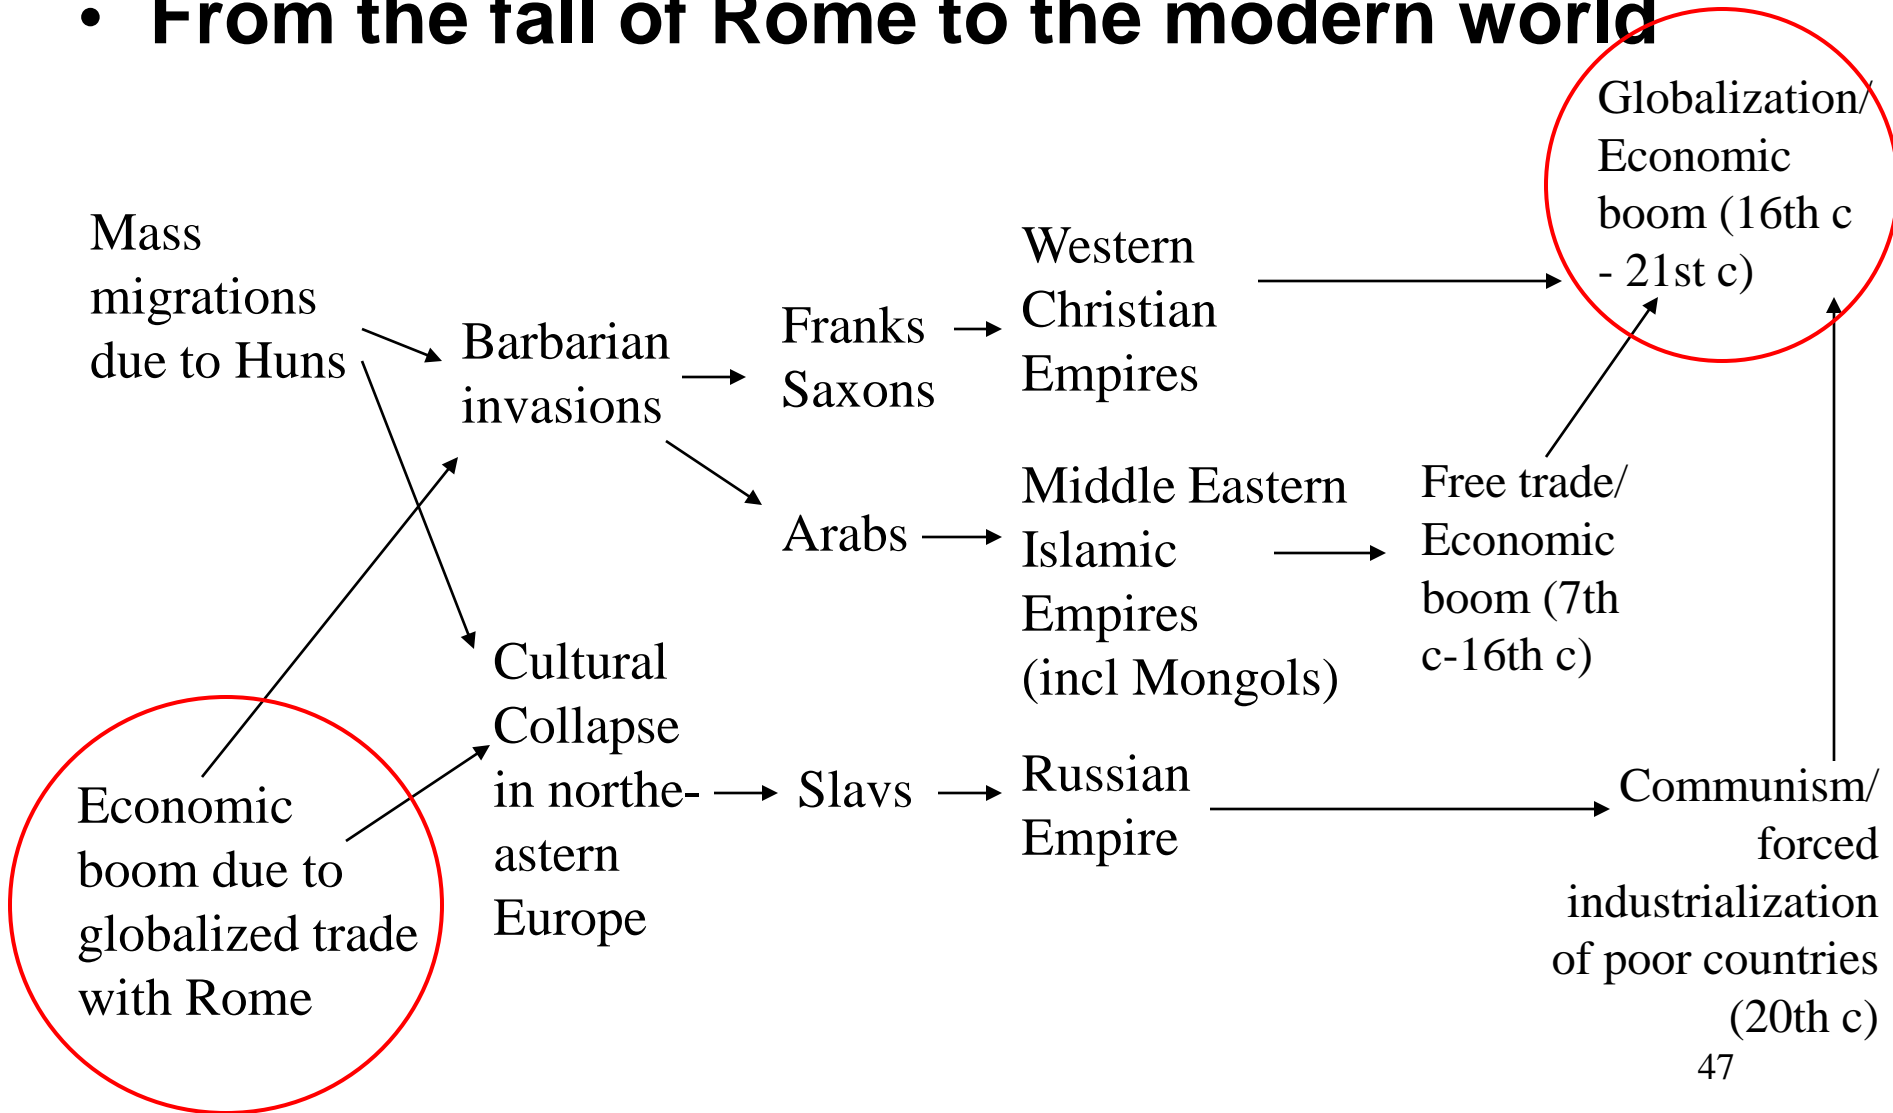 • From the fall of Rome to the modern world
Globalization/
Economic
boom (16th c
- 21st c)
Mass
migrations
due to Huns
Barbarian
invasions
Franks
Saxons
Western
Christian
Empires
Arabs
Middle Eastern
Islamic
Empires
(incl Mongols)
Free trade/
Economic
boom (7th
c-16th c)
Economic
boom due to
globalized trade
with Rome
Cultural
Collapse
in northe-
astern
Europe
Slavs
Russian
Empire
Communism/
forced
industrialization
of poor countries
(20th c)
47